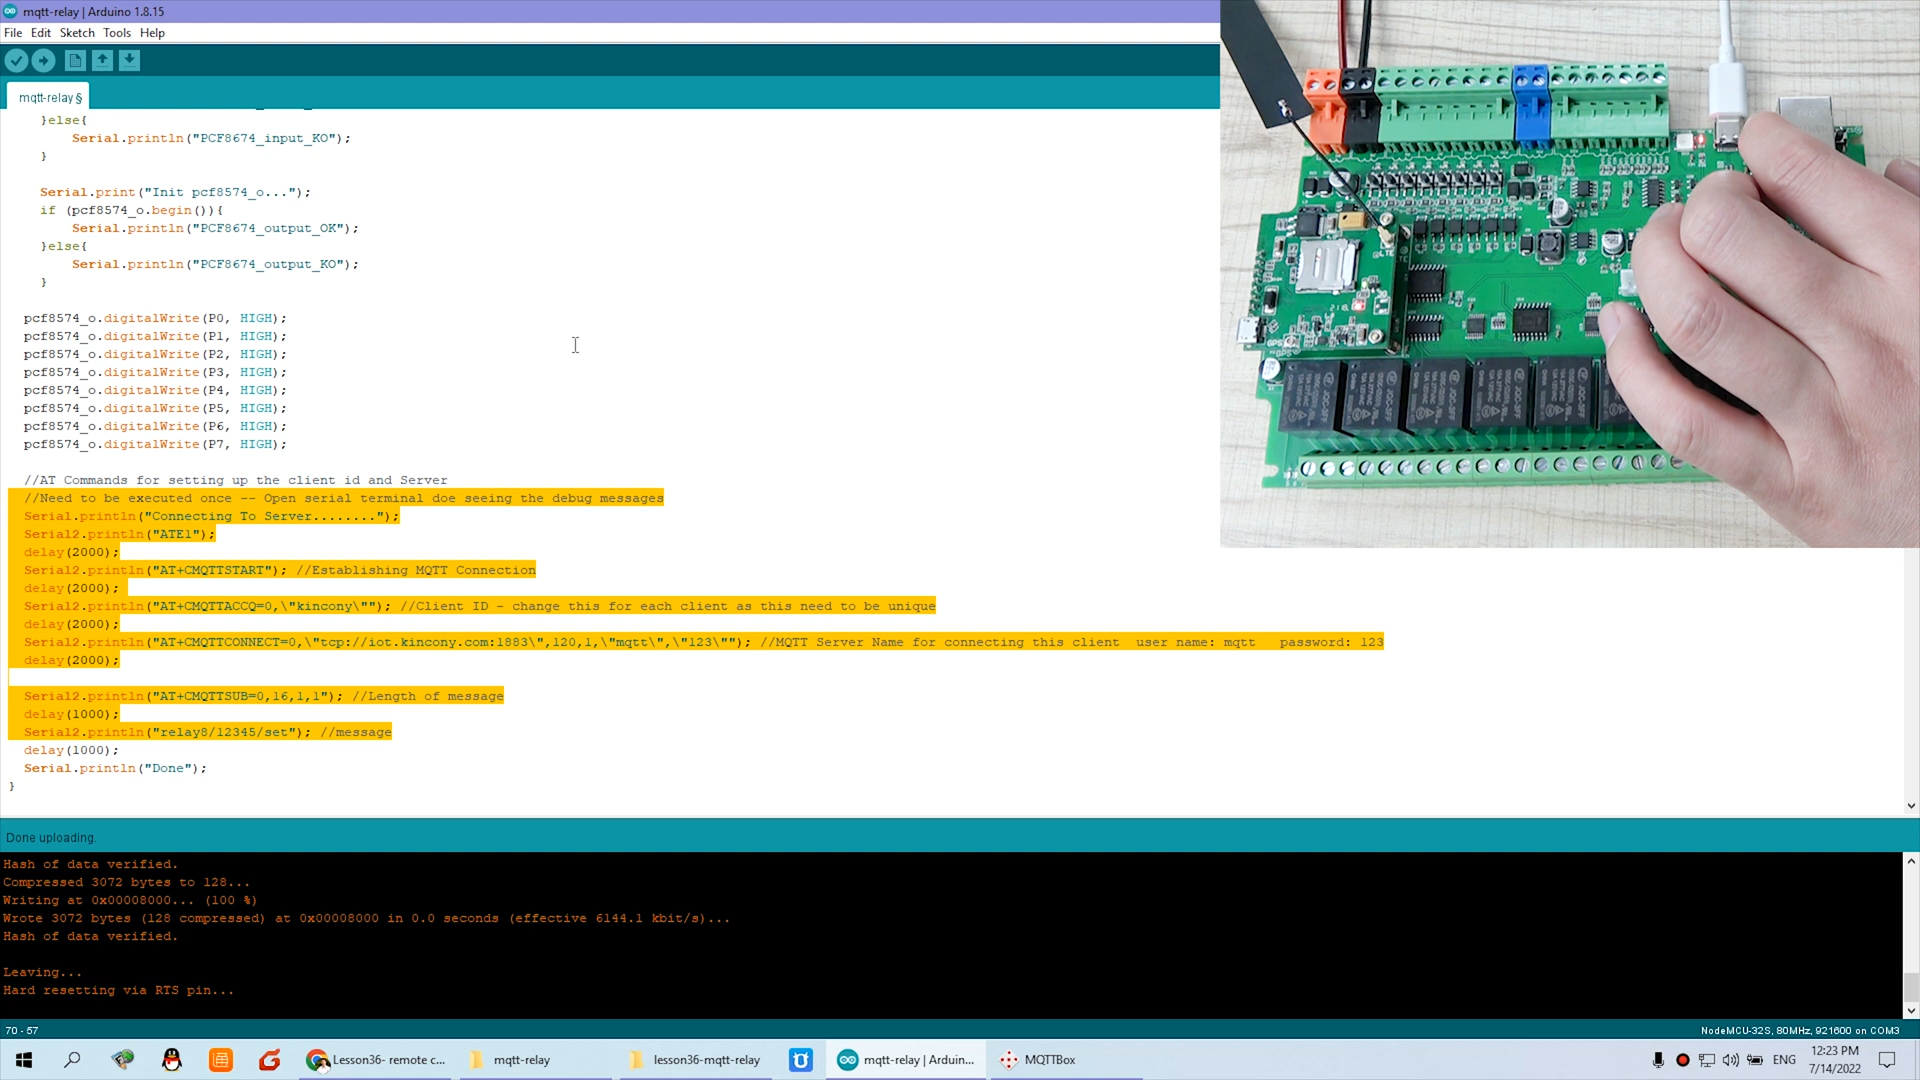 mqtt-relay | Arduino 1.8.15
File Edit Sketch Tools Help
mqtt-relay §
}else{
Serial.println("PCF8674_input_KO");
}
Serial.print("Init pcf8574_o...");
if (pcf8574_o.begin()){
Serial.println("PCF8674_output_OK");
}else{
Serial.println("PCF8674_output_KO");
}
pcf8574_o.digitalWrite(P0, HIGH);
pcf8574_o.digitalWrite(P1, HIGH);
pcf8574_o.digitalWrite(P2, HIGH);
pcf8574_o.digitalWrite(P3, HIGH);
pcf8574_o.digitalWrite(P4, HIGH);
pcf8574_o.digitalWrite(P5, HIGH);
pcf8574_o.digitalWrite(P6, HIGH);
pcf8574_o.digitalWrite(P7, HIGH);
//AT Commands for setting up the client id and Server
//Need to be executed once -- Open serial terminal doe seeing the debug messages
Serial.println("Connecting To Server........");
Serial2.println("ATE1");
delay(2000);
Serial2.println("AT+CMQTTSTART"); //Establishing MQTT Connection
delay(2000);
Serial2.println("AT+CMQTTACCQ=0,\"kincony\""); //Client ID - change this for each client as this need to be unique
delay(2000);
Serial2.println("AT+CMQTTCONNECT=0,\"tcp://iot.kincony.com:1883\",120,1,\"mqtt\",\"123\""); //MQTT Server Name for connecting this client user name: mqtt password: 123
delay(2000);
Serial2.println("AT+CMQTTSUB=0,16,1,1"); //Length of message
delay(1000);
Serial2.println("relay8/12345/set"); //message
delay(1000);
Serial.println("Done");
}
Done uploading.
Hash of data verified.
Compressed 3072 bytes to 128...
Writing at 0x00008000... (100 %)
Wrote 3072 bytes (128 compressed) at 0x00008000 in 0.0 seconds (effective 6144.1 kbit/s)...
Hash of data verified.
Leaving...
Hard resetting via RTS pin...
70 - 57
NodeMCU-32S, 80MHz, 921600 on COM3
Lesson36- remote c...
mqtt-relay
lesson36-mqtt-relay
mqtt-relay | Arduin...
MQTTBox
ENG
12:23 PM
7/14/2022
LTE
GPS